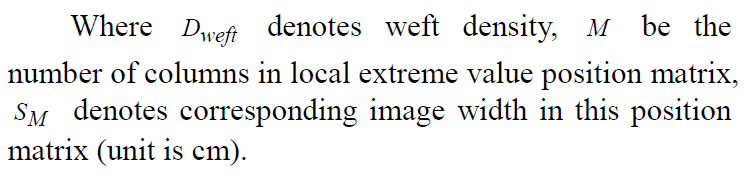 Where D_weft denotes weft density, M be the
number of columns in local extreme value position matrix,
S_M denotes corresponding image width in this position
matrix (unit is cm).